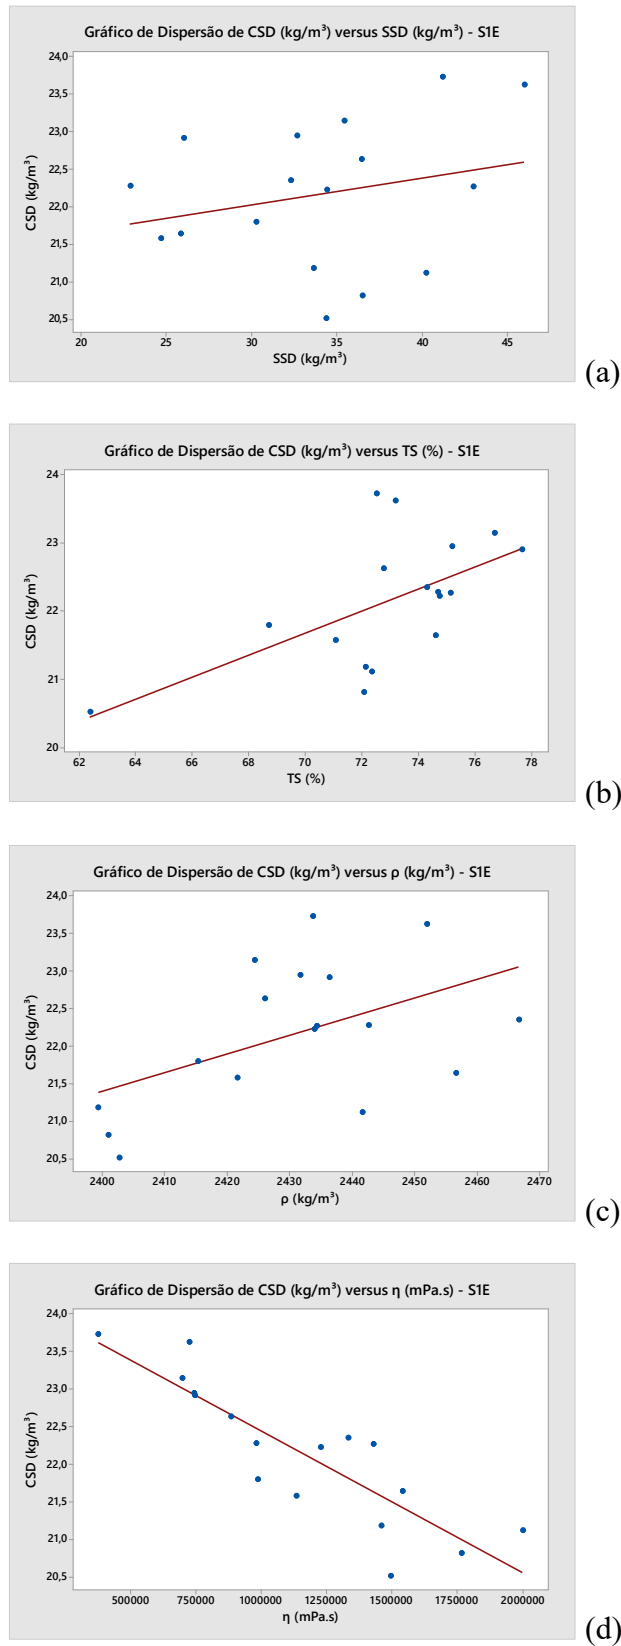 Gráfico de Dispersão de CSD (kg/m³) versus SSD (kg/m³) - S1E
24,0
23,5
23,0
22,5
22,0
21,5
21,0
20,5
CSD (kg/m³)
20 25 30 35 40 45
SSD (kg/m³)
(a)
Gráfico de Dispersão de CSD (kg/m³) versus TS (%) - S1E
24
23
22
21
20
CSD (kg/m³)
62 64 66 68 70 72 74 76 78
TS (%)
(b)
Gráfico de Dispersão de CSD (kg/m³) versus ρ (kg/m³) - S1E
24,0
23,5
23,0
22,5
22,0
21,5
21,0
20,5
CSD (kg/m³)
2400 2410 2420 2430 2440 2450 2460 2470
ρ (kg/m³)
(c)
Gráfico de Dispersão de CSD (kg/m³) versus η (mPa.s) - S1E
24,0
23,5
23,0
22,5
22,0
21,5
21,0
20,5
CSD (kg/m³)
500000 750000 1000000 1250000 1500000 1750000 2000000
η (mPa.s)
(d)